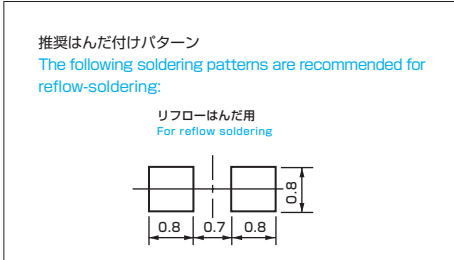 推奨はんだ付けパターン
The following soldering patterns are recommended for
reflow-soldering:
リフローはんだ用
For reflow soldering
0.8
0.8 0.7 0.8